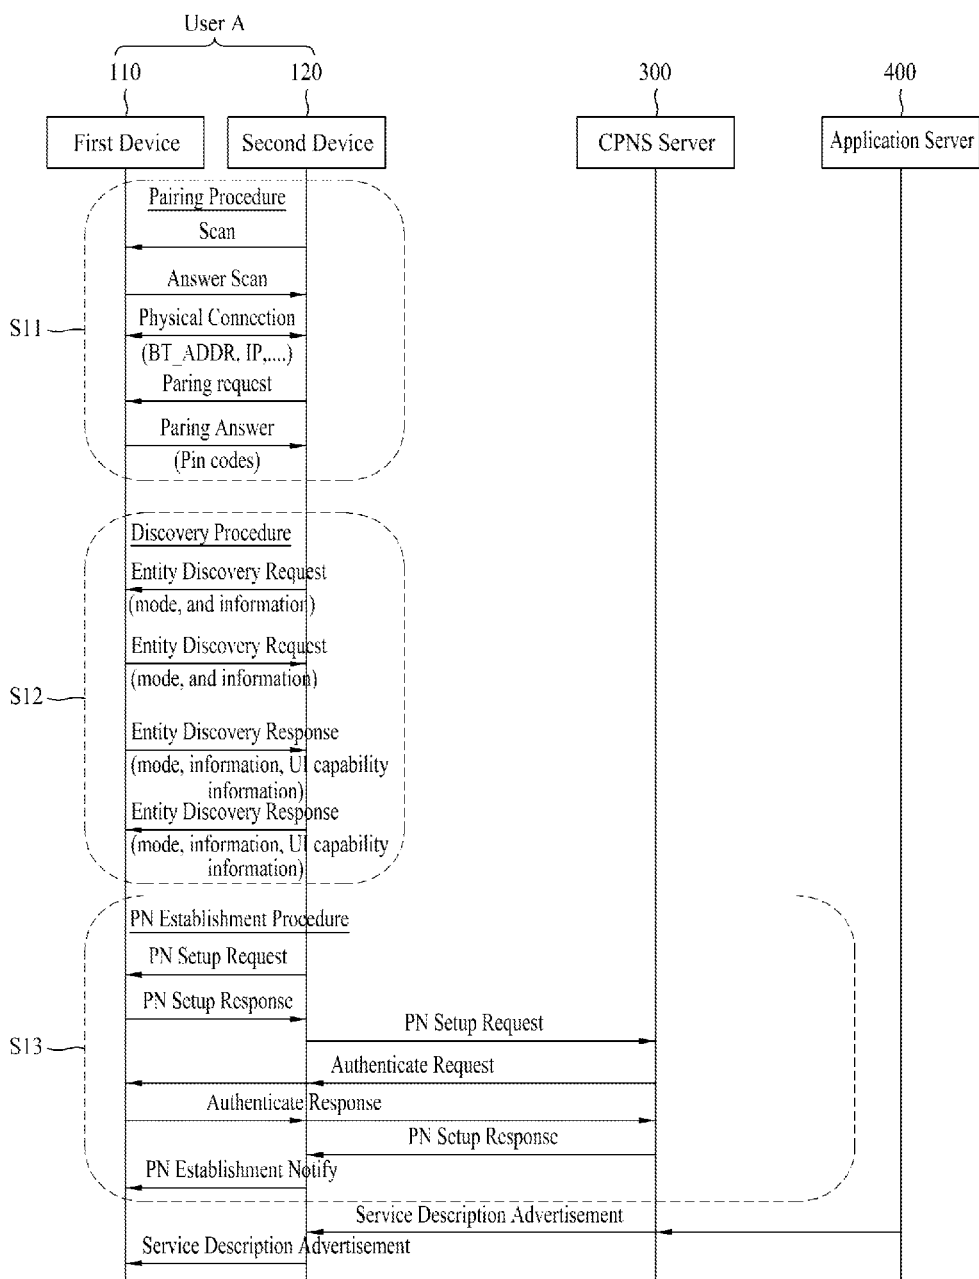 User A
110
120
300
400
First Device
Second Device
CPNS Server
Application Server
Pairing Procedure
Scan
Answer Scan
S11
Physical Connection
(BT_ADDR, IP,....)
Paring request
Paring Answer
(Pin codes)
Discovery Procedure
Entity Discovery Request
(mode, and information)
Entity Discovery Request
(mode, and information)
S12
Entity Discovery Response
(mode, information, UI capability
information)
Entity Discovery Response
(mode, information, UI capability
information)
PN Establishment Procedure
PN Setup Request
PN Setup Response
PN Setup Request
S13
Authenticate Request
Authenticate Response
PN Setup Response
PN Establishment Notify
Service Description Advertisement
Service Description Advertisement